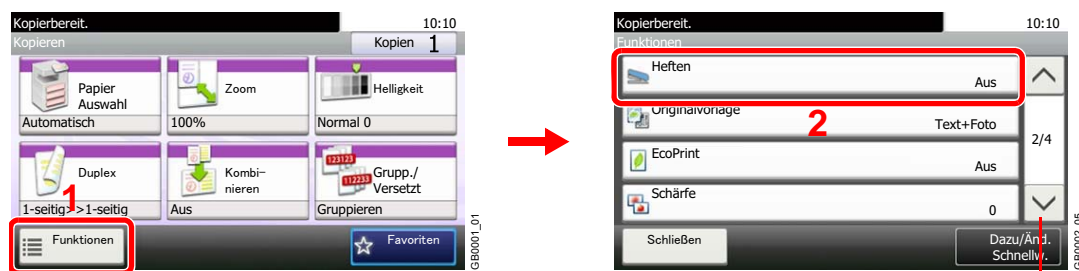 Kopierbereit. 10:10
Kopieren Kopien 1
Papier
Auswahl
Automatisch
Zoom
100%
Helligkeit
Normal 0
Duplex
1-seitig>>1-seitig
Kombi-
nieren
Aus
123123
112233
Grupp./
Versetzt
Gruppieren
1
Funktionen
Favoriten
GB0001_01
Kopierbereit. 10:10
Funktionen
Heften
Aus
2
Originalvorlage
Text+Foto
2/4
EcoPrint
Aus
Schärfe
0
Schließen
Dazu/Änd.
Schnellw.
GB0002_05